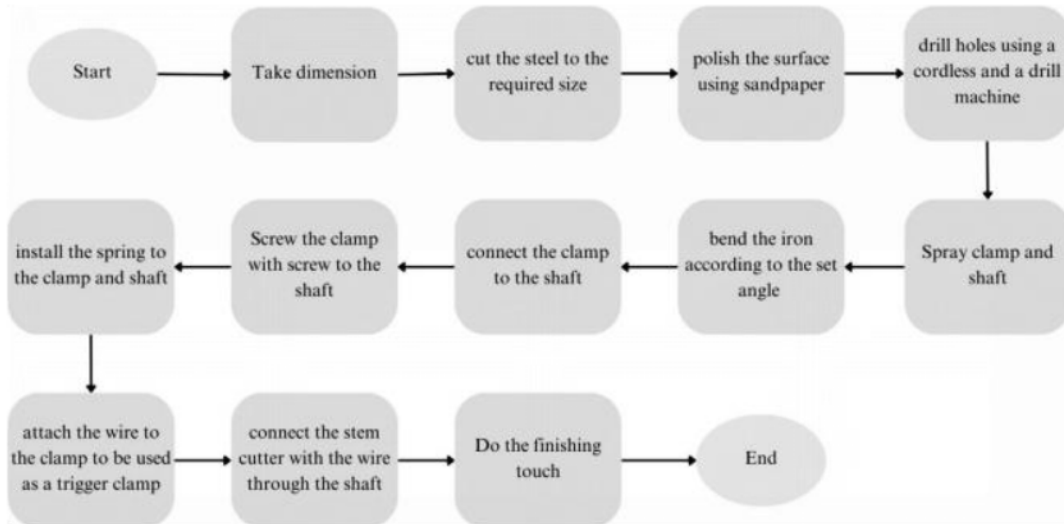 Start
Take dimension
cut the steel to the
required size
polish the surface
using sandpaper
drill holes using a
cordless and a drill
machine
Spray clamp and
shaft
bend the iron
according to the set
angle
connect the clamp
to the shaft
Screw the clamp
with screw to the
shaft
install the spring to
the clamp and shaft
attach the wire to
the clamp to be used
as a trigger clamp
connect the stem
cutter with the wire
through the shaft
Do the finishing
touch
End